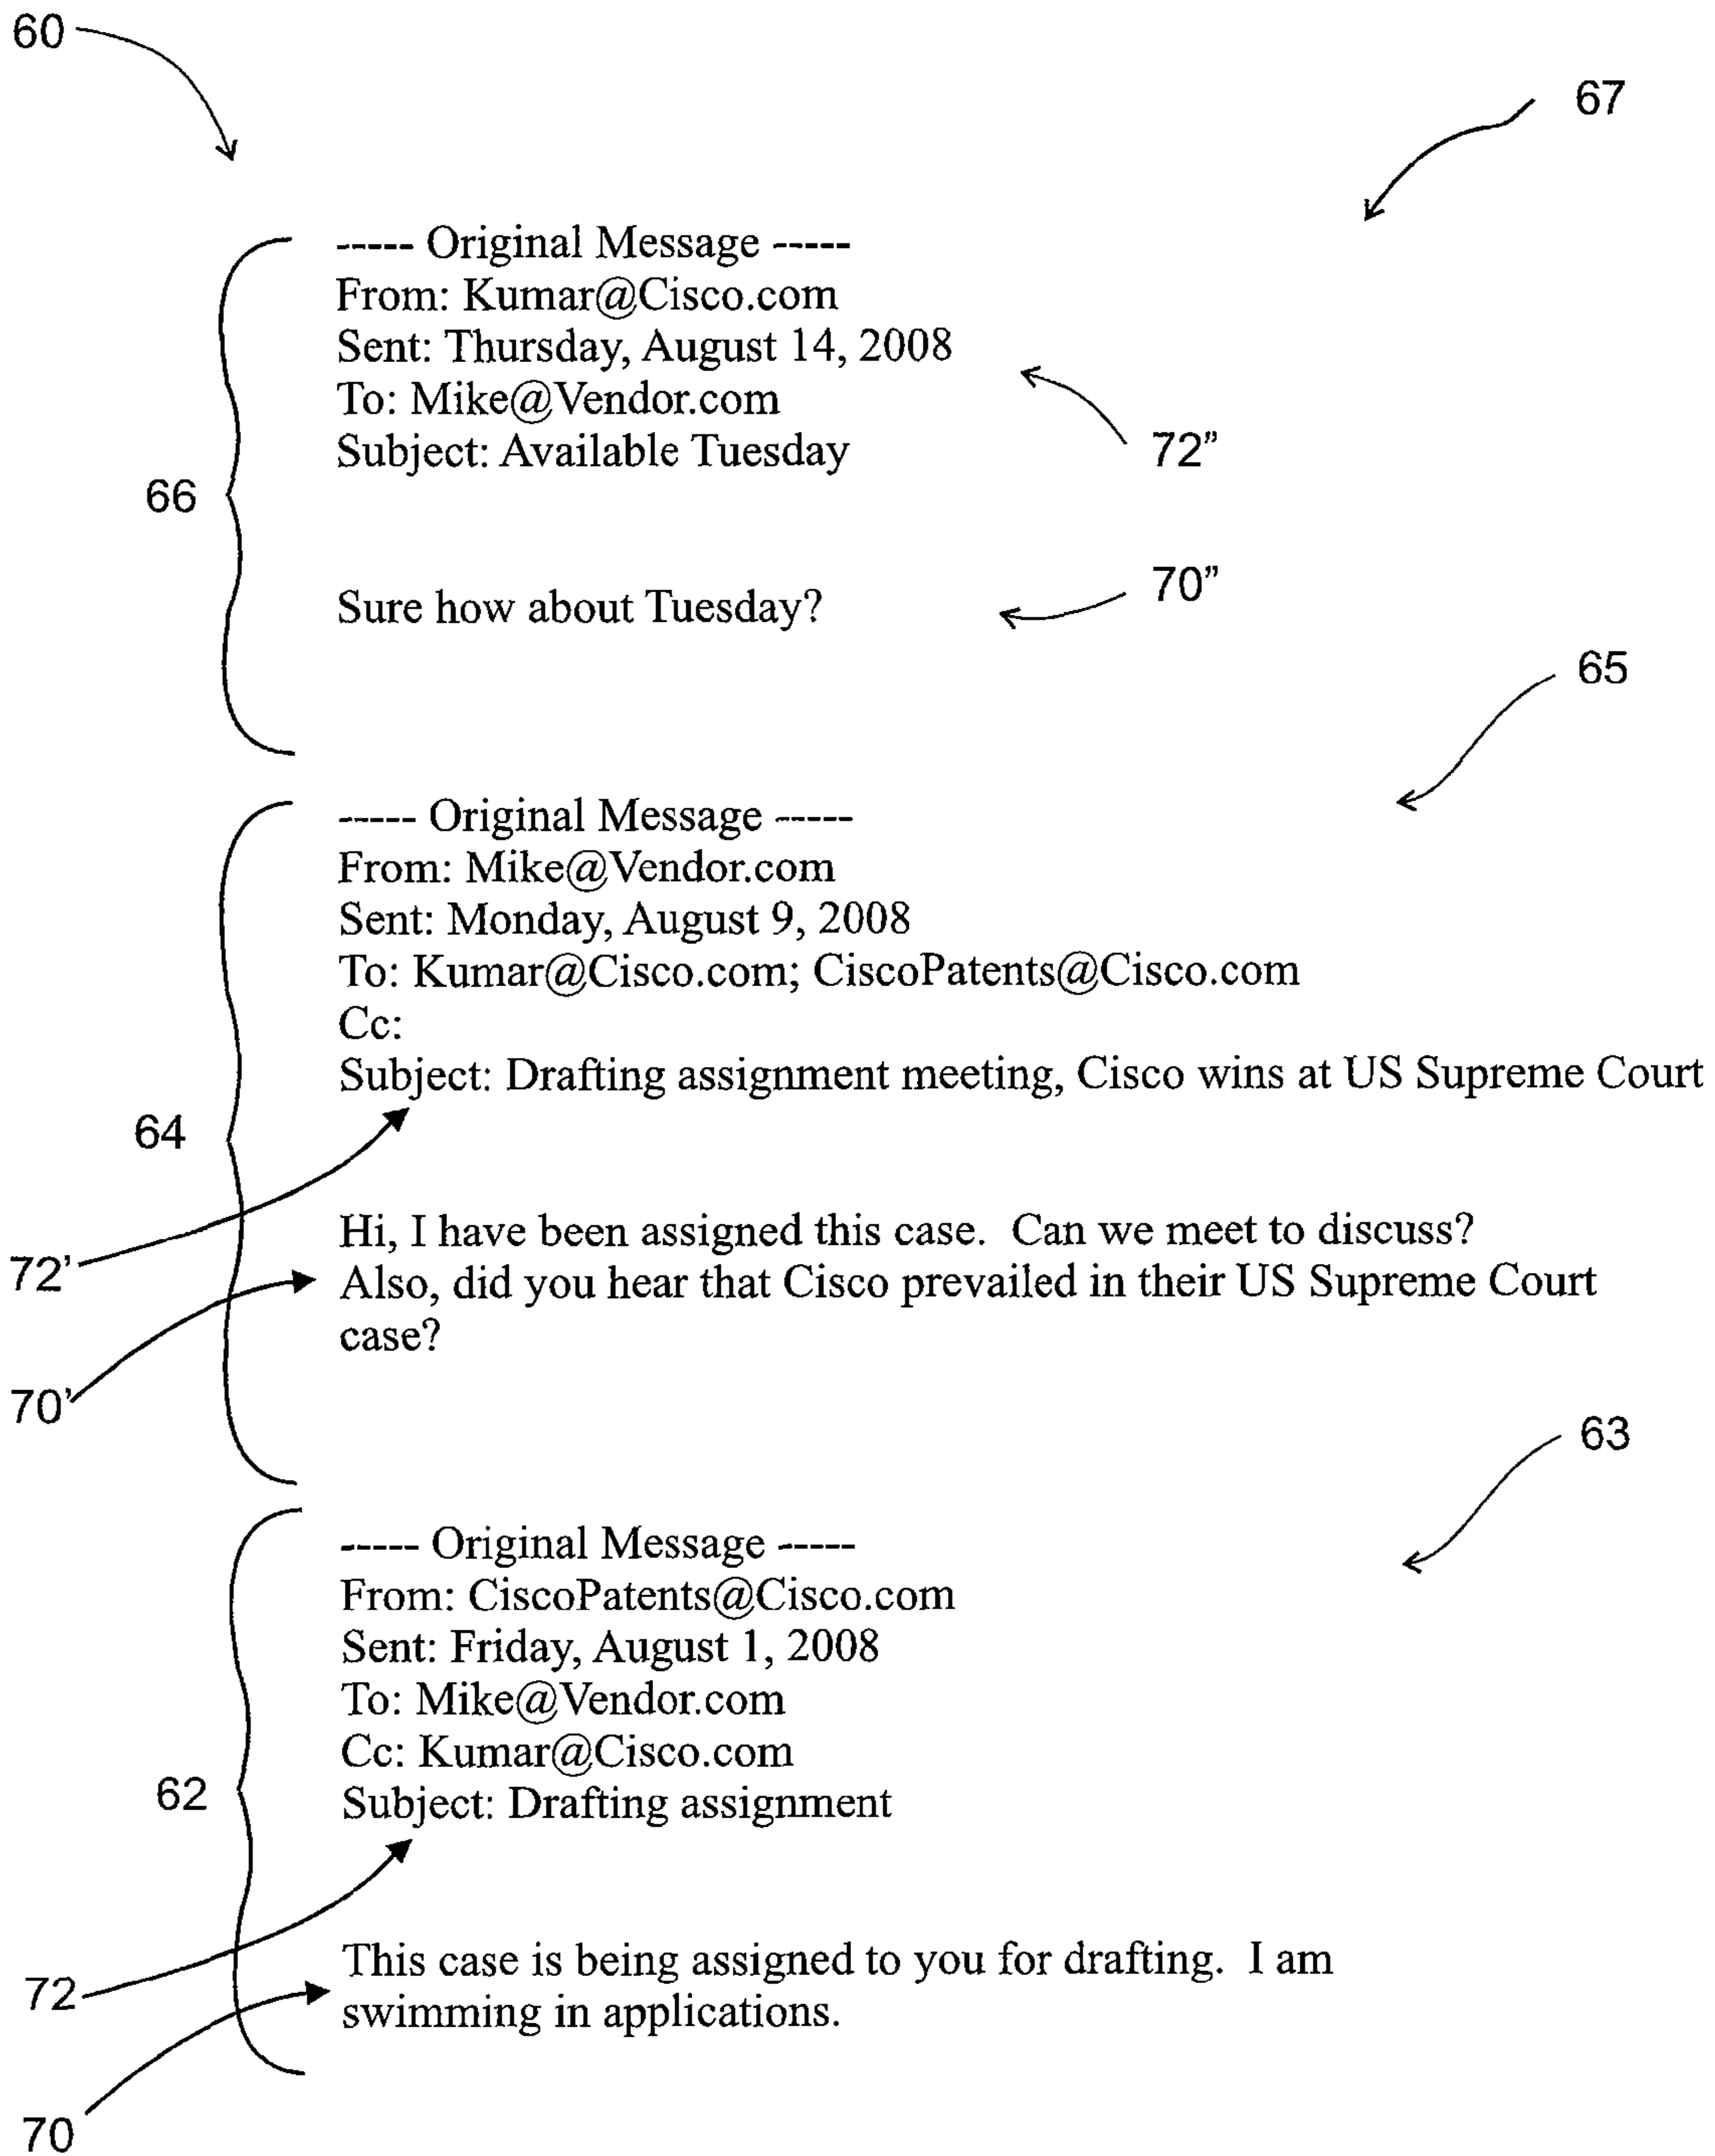 60
67
----- Original Message -----
From: Kumar@Cisco.com
Sent: Thursday, August 14, 2008
To: Mike@Vendor.com
72”
Subject: Available Tuesday
66
70”
Sure how about Tuesday?
65
----- Original Message -----
From: Mike@Vendor.com
Sent: Monday, August 9, 2008
To: Kumar@Cisco.com; CiscoPatents@Cisco.com
Cc:
Subject: Drafting assignment meeting, Cisco wins at US Supreme Court
64
Hi, I have been assigned this case. Can we meet to discuss?
72’
Also, did you hear that Cisco prevailed in their US Supreme Court
case?
70’
63
----- Original Message -----
From: CiscoPatents@Cisco.com
Sent: Friday, August 1, 2008
To: Mike@Vendor.com
Cc: Kumar@Cisco.com
62
Subject: Drafting assignment
This case is being assigned to you for drafting. I am
72
swimming in applications.
70